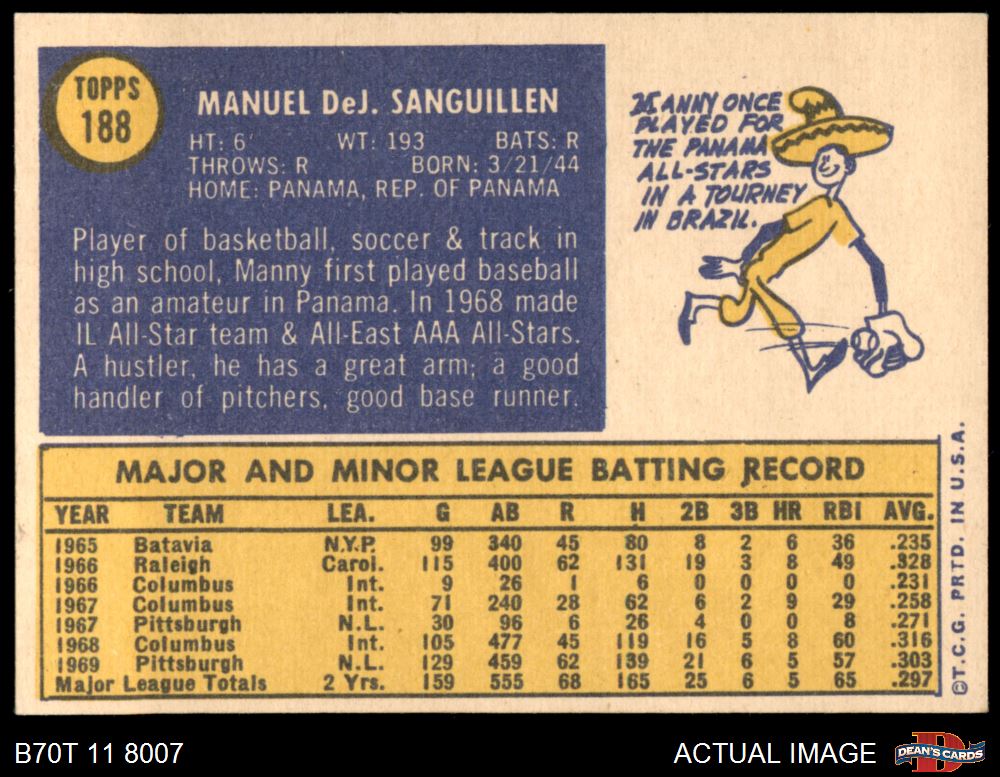 TOPPS
188
MANUEL DeJ. SANGUILLEN
HT: 6' WT: 193 BATS: R
THROWS: R BORN: 3/21/44
HOME: PANAMA, REP. OF PANAMA
Player of basketball, soccer & track in
high school, Manny first played baseball
as an amateur in Panama. In 1968 made
IL All-Star team & All-East AAA All-Stars.
A hustler, he has a great arm; a good
handler of pitchers, good base runner.
MANNY ONCE
PLAYED FOR
THE PANAMA
ALL-STARS
IN A TOURNEY
IN BRAZIL.
MAJOR AND MINOR LEAGUE BATTING RECORD
YEAR TEAM LEA. G AB R H 2B 3B HR RBI AVG.
1965 Batavia N.Y.P. 99 340 45 80 8 2 6 36 .235
1966 Raleigh Carol. 115 400 62 131 19 3 8 49 .328
1966 Columbus Int. 9 26 1 6 0 0 0 0 .231
1967 Columbus Int. 71 240 28 62 6 2 9 29 .258
1967 Pittsburgh N.L. 30 96 6 26 4 0 0 8 .271
1968 Columbus Int. 105 477 45 119 16 5 8 60 .316
1969 Pittsburgh N.L. 129 459 62 139 21 6 5 57 .303
Major League Totals 2 Yrs. 159 555 68 165 25 6 5 65 .297
©T.C.G. PRTD. IN U.S.A.
B70T 11 8007
ACTUAL IMAGE
D
DEAN'S CARDS